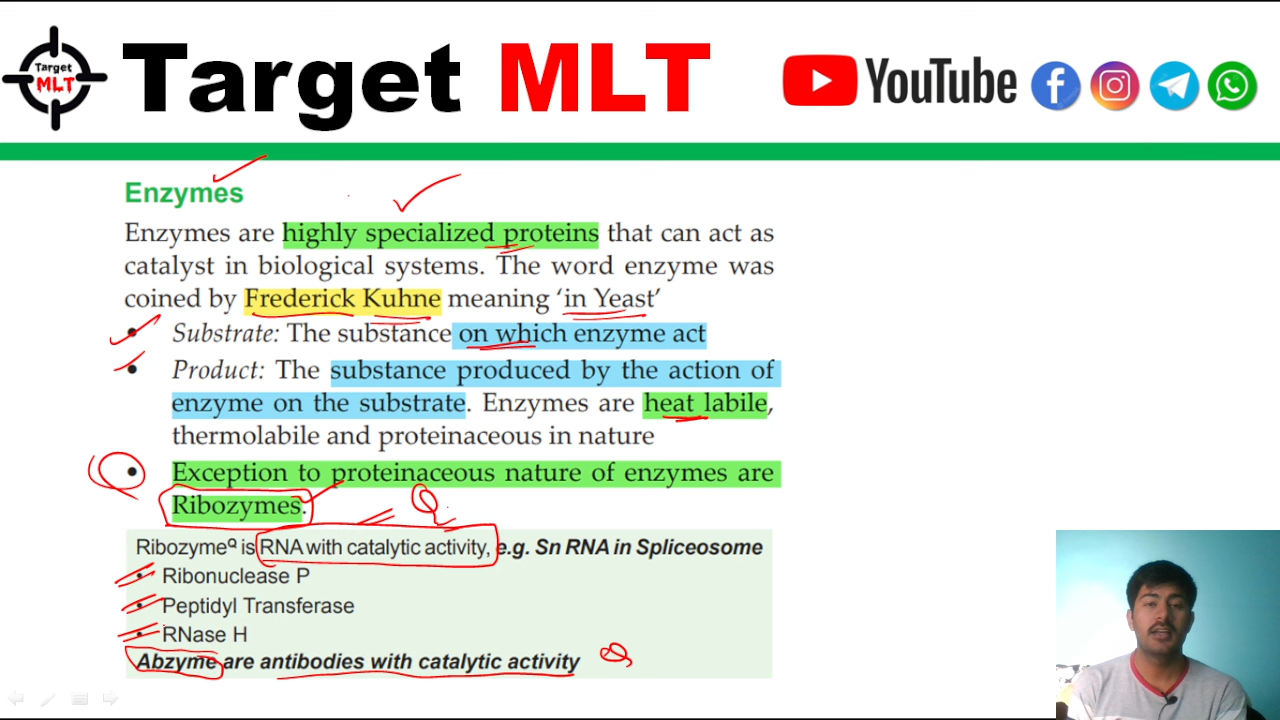 Target
MLT
Target MLT
YouTube
Enzymes
Enzymes are highly specialized proteins that can act as
catalyst in biological systems. The word enzyme was
coined by Frederick Kuhne meaning ‘in Yeast’
• Substrate: The substance on which enzyme act
• Product: The substance produced by the action of
enzyme on the substrate. Enzymes are heat labile,
thermolabile and proteinaceous in nature
• Exception to proteinaceous nature of enzymes are
Ribozymes.
Q
RibozymeQ is RNA with catalytic activity, e.g. Sn RNA in Spliceosome
• Ribonuclease P
• Peptidyl Transferase
• RNase H
Abzyme are antibodies with catalytic activity Q